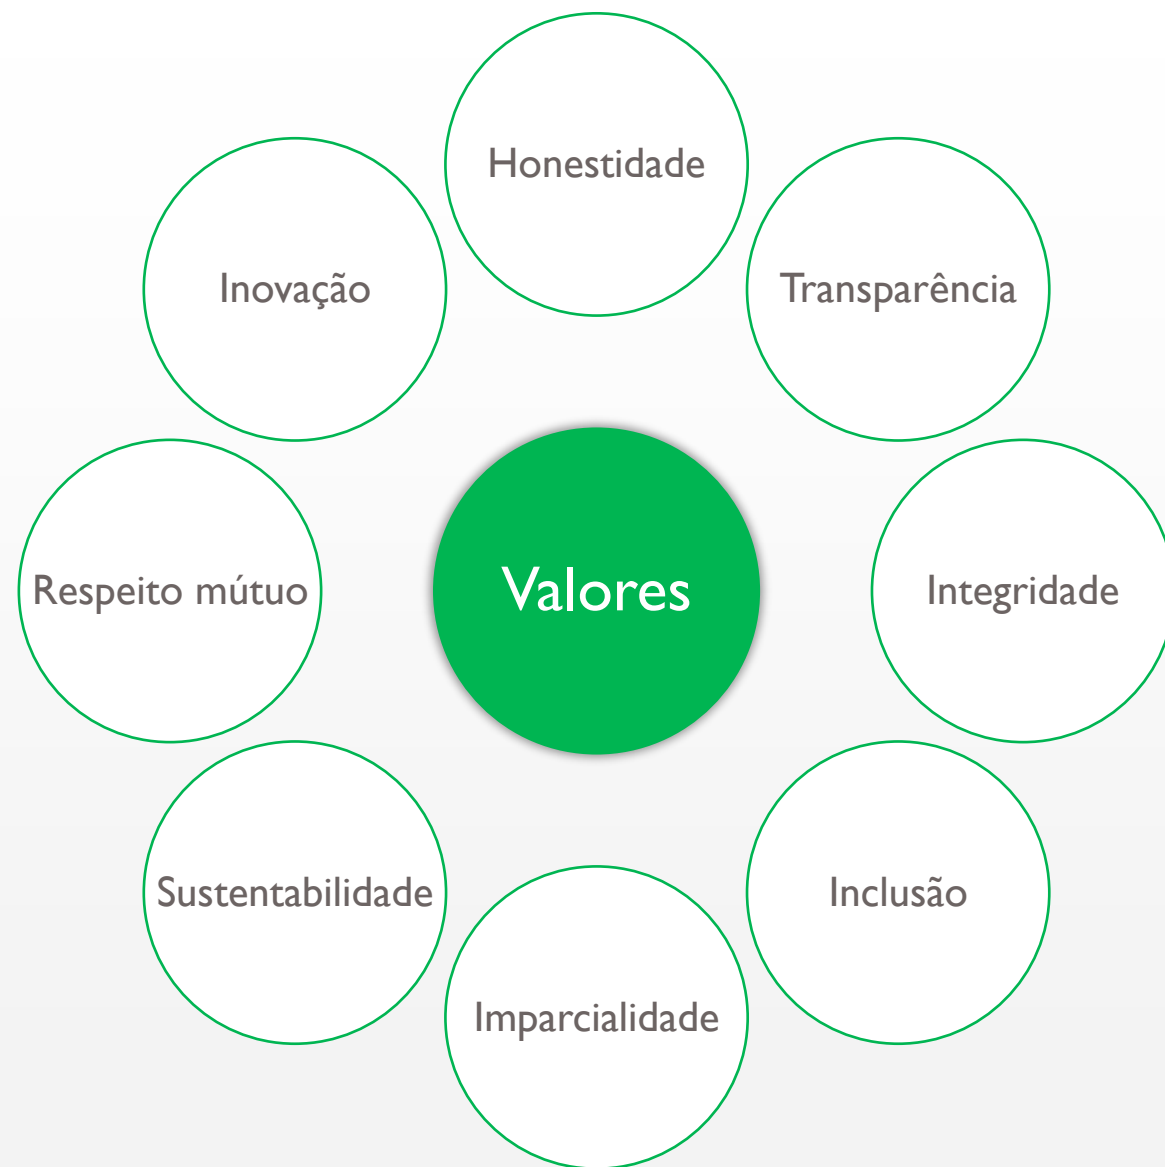 Honestidade
Transparência
Integridade
Inclusão
Imparcialidade
Sustentabilidade
Respeito mútuo
Inovação
Valores